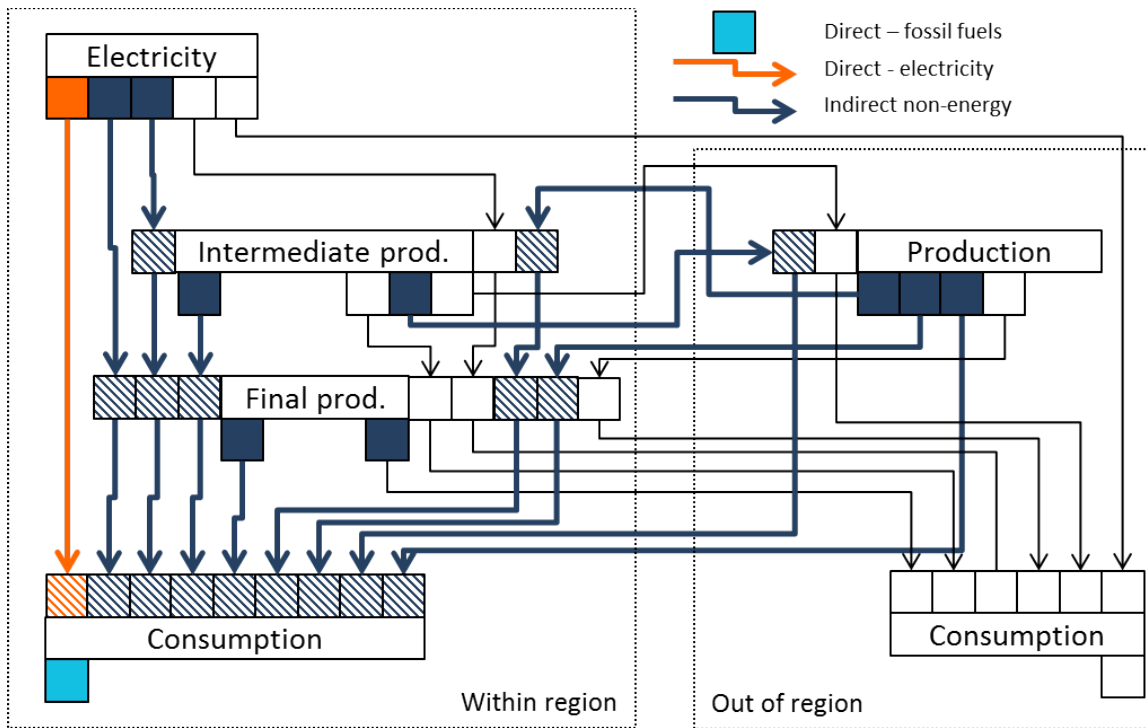 Electricity
Direct – fossil fuels
Direct - electricity
Indirect non-energy
Intermediate prod.
Production
Final prod.
Consumption
Consumption
Within region
Out of region